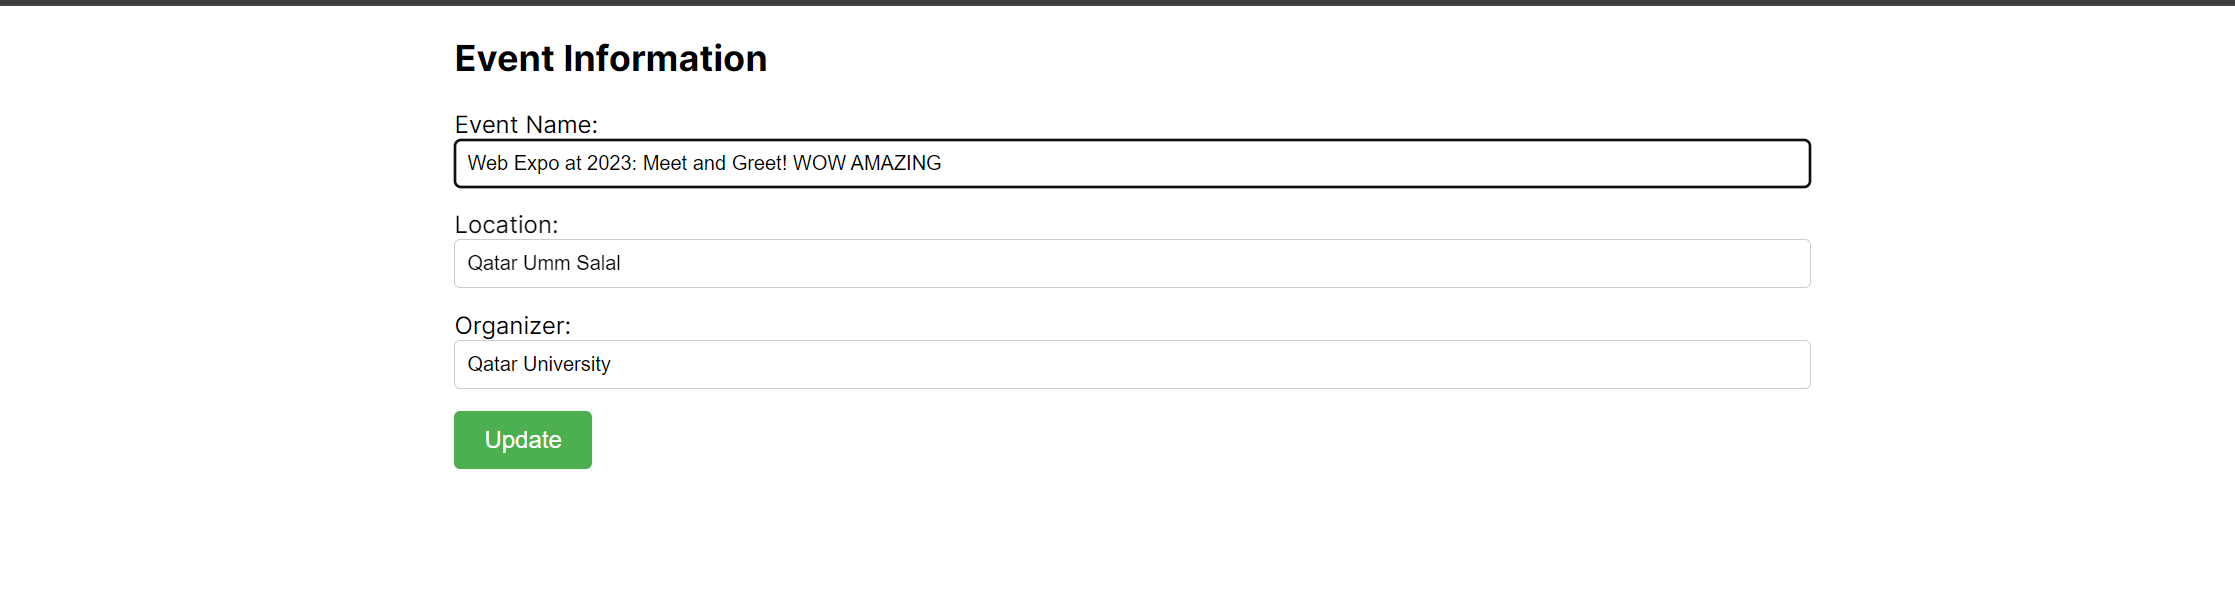 Event Information
Event Name:
Web Expo at 2023: Meet and Greet! WOW AMAZING
Location:
Qatar Umm Salal
Organizer:
Qatar University
Update